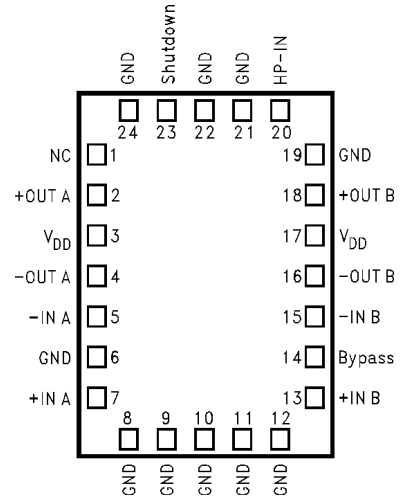 GND Shutdown GND GND HP-IN
24 23 22 21 20
NC 1 19 GND
+OUT A 2 18 +OUT B
VDD 3 17 VDD
-OUT A 4 16 -OUT B
-IN A 5 15 -IN B
GND 6 14 Bypass
+IN A 7 13 +IN B
8 9 10 11 12
GND GND GND GND GND